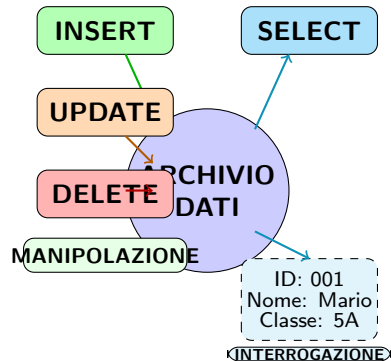 INSERT
SELECT
UPDATE
ARCHIVIO
DATI
DELETE
MANIPOLAZIONE
ID: 001
Nome: Mario
Classe: 5A
INTERROGAZIONE